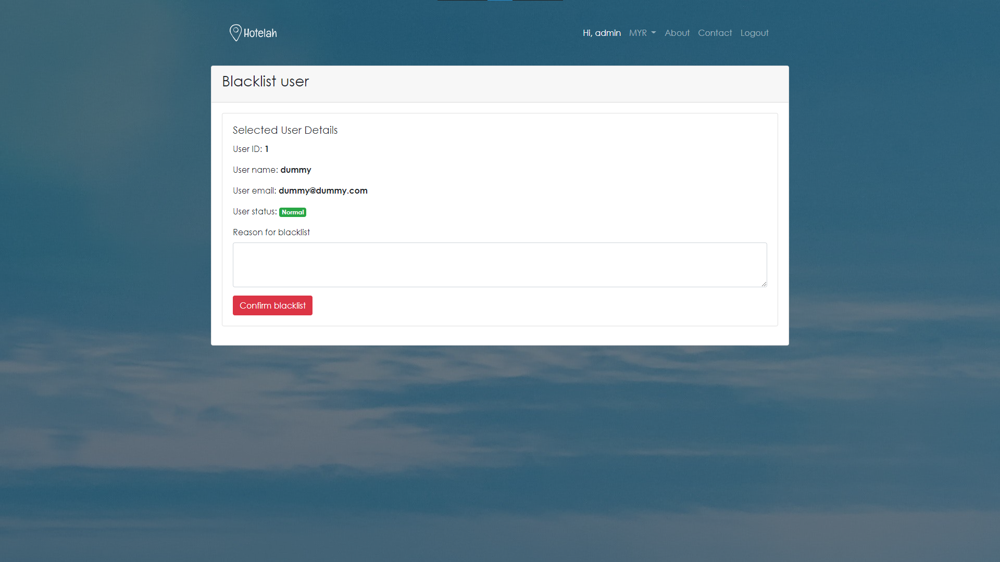 Hotelah
Hi, admin MYR About Contact Logout
Blacklist user
Selected User Details
User ID: 1
User name: dummy
User email: dummy@dummy.com
User status: Normal
Reason for blacklist
Confirm blacklist